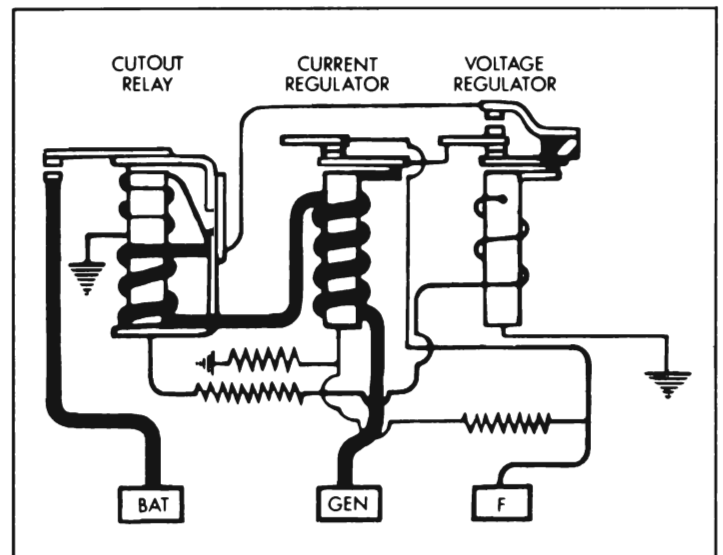 CUTOUT
RELAY
CURRENT
REGULATOR
VOLTAGE
REGULATOR
BAT
GEN
F